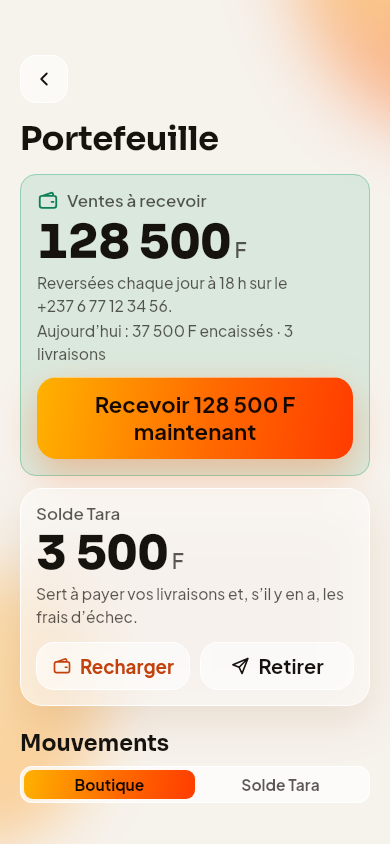 Portefeuille
Ventes à recevoir
128 500 F
Reversées chaque jour à 18 h sur le
+237 6 77 12 34 56.
Aujourd’hui : 37 500 F encaissés · 3
livraisons
Recevoir 128 500 F
maintenant
Solde Tara
3 500 F
Sert à payer vos livraisons et, s’il y en a, les
frais d’échec.
Recharger
Retirer
Mouvements
Boutique
Solde Tara